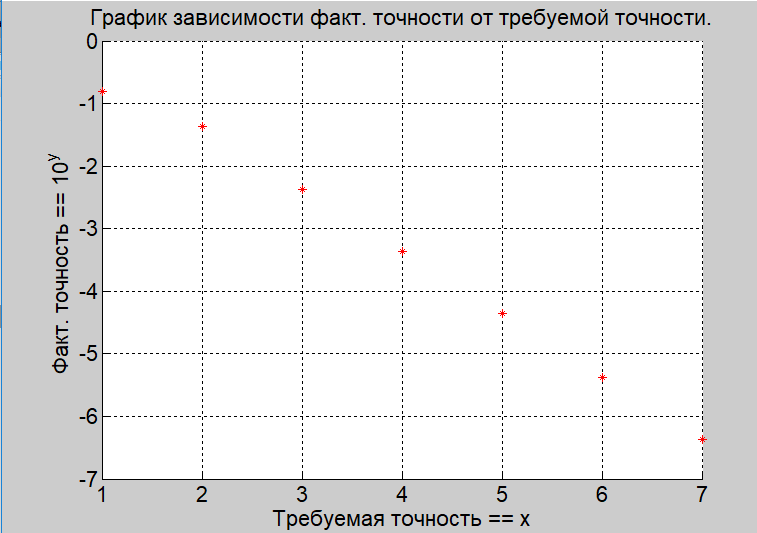 График зависимости факт. точности от требуемой точности.
0
-1
-2
-3
-4
-5
-6
-7
Факт. точность == 10^y
1 2 3 4 5 6 7
Требуемая точность == x